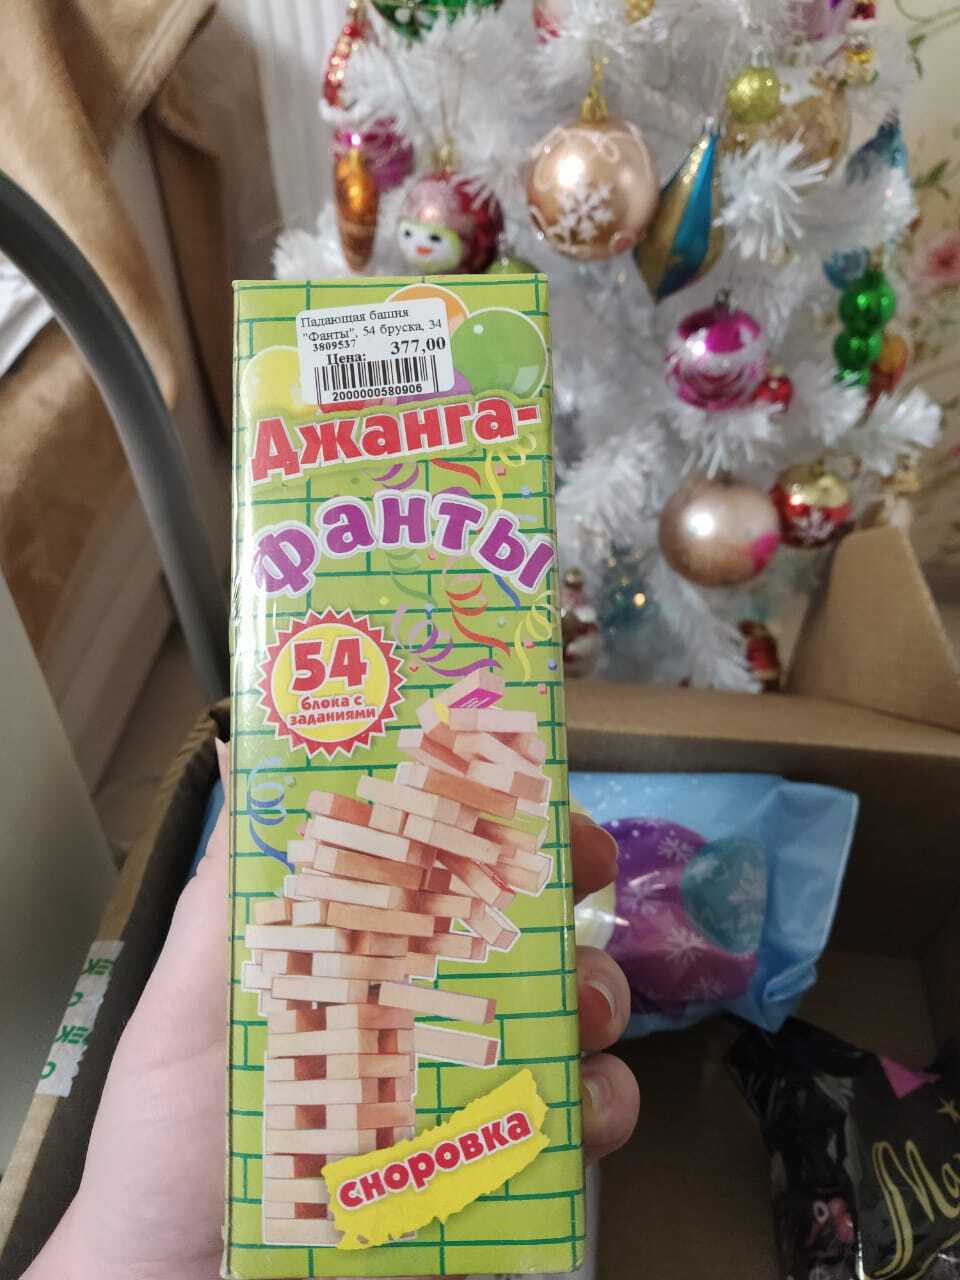 Падающая башня
"Фанты", 54 бруска, 34
3809537
Цена: 377,00
2000000580906
Джанга-
фанты
54
блока с
заданиями
сноровка